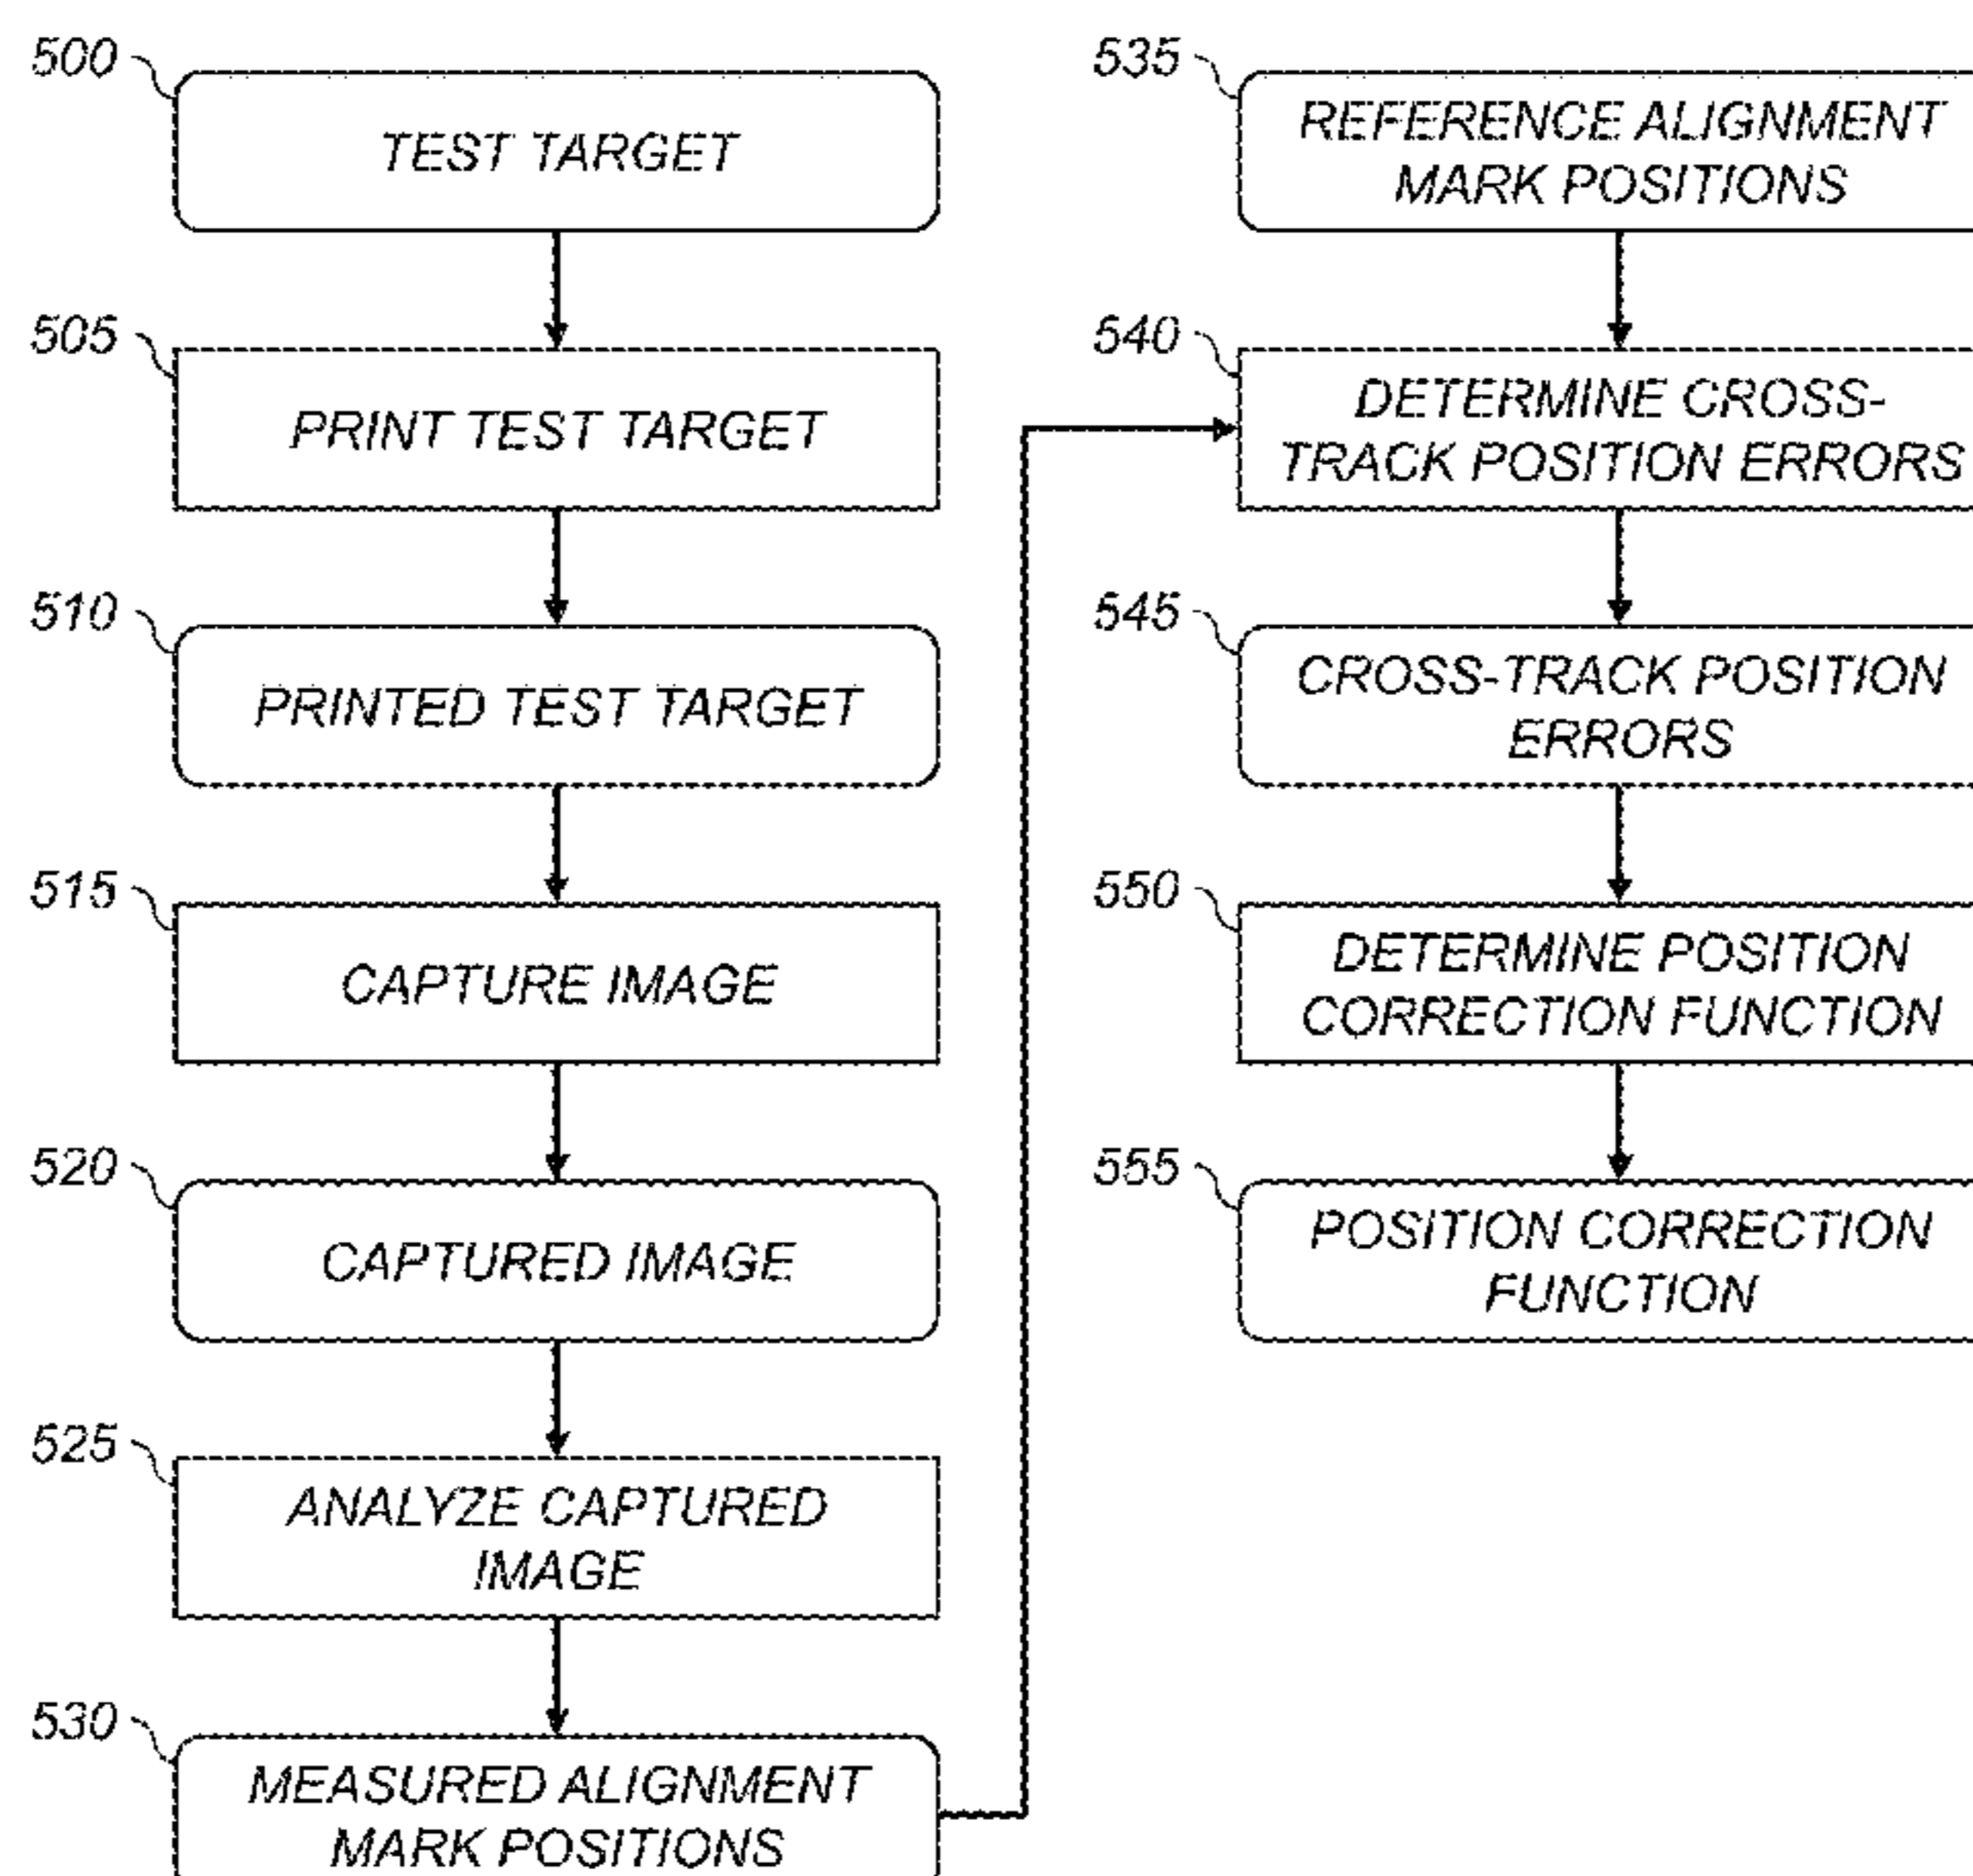 500
TEST TARGET
505
PRINT TEST TARGET
510
PRINTED TEST TARGET
515
CAPTURE IMAGE
520
CAPTURED IMAGE
525
ANALYZE CAPTURED
IMAGE
530
MEASURED ALIGNMENT
MARK POSITIONS
535
REFERENCE ALIGNMENT
MARK POSITIONS
540
DETERMINE CROSS-
TRACK POSITION ERRORS
545
CROSS-TRACK POSITION
ERRORS
550
DETERMINE POSITION
CORRECTION FUNCTION
555
POSITION CORRECTION
FUNCTION